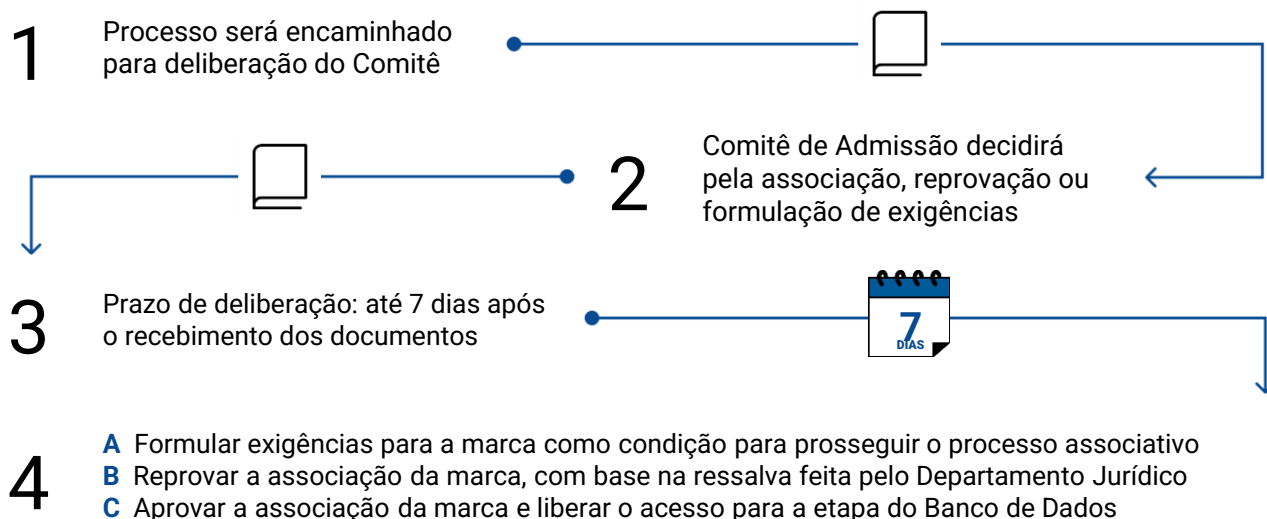 1
Processo será encaminhado
para deliberação do Comitê
2
Comitê de Admissão decidirá
pela associação, reprovação ou
formulação de exigências
3
Prazo de deliberação: até 7 dias após
o recebimento dos documentos
7
DIAS
4
A Formular exigências para a marca como condição para prosseguir o processo associativo
B Reprovar a associação da marca, com base na ressalva feita pelo Departamento Jurídico
C Aprovar a associação da marca e liberar o acesso para a etapa do Banco de Dados